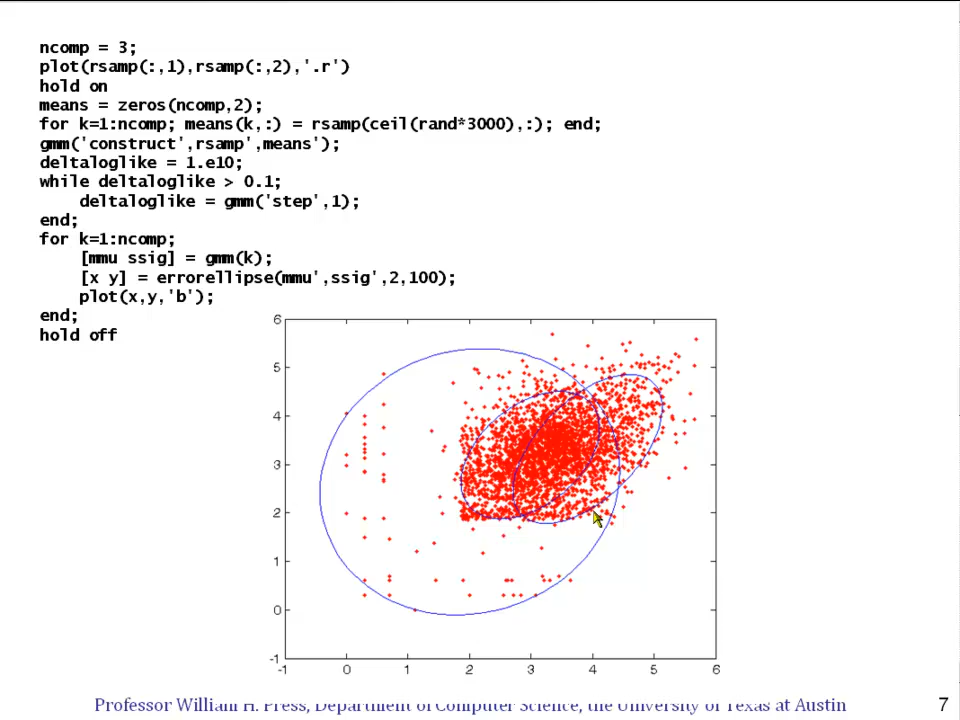 ncomp = 3;
plot(rsamp(:,1),rsamp(:,2),'.r')
hold on
means = zeros(ncomp,2);
for k=1:ncomp; means(k,:) = rsamp(ceil(rand*3000),:); end;
gmm('construct',rsamp',means');
deltaloglike = 1.e10;
while deltaloglike > 0.1;
    deltaloglike = gmm('step',1);
end;
for k=1:ncomp;
    [mmu ssig] = gmm(k);
    [x y] = errorellipse(mmu',ssig',2,100);
    plot(x,y,'b');
end;
hold off
6
5
4
3
2
1
0
-1
-1 0 1 2 3 4 5 6
Professor William H. Press, Department of Computer Science, the University of Texas at Austin 7